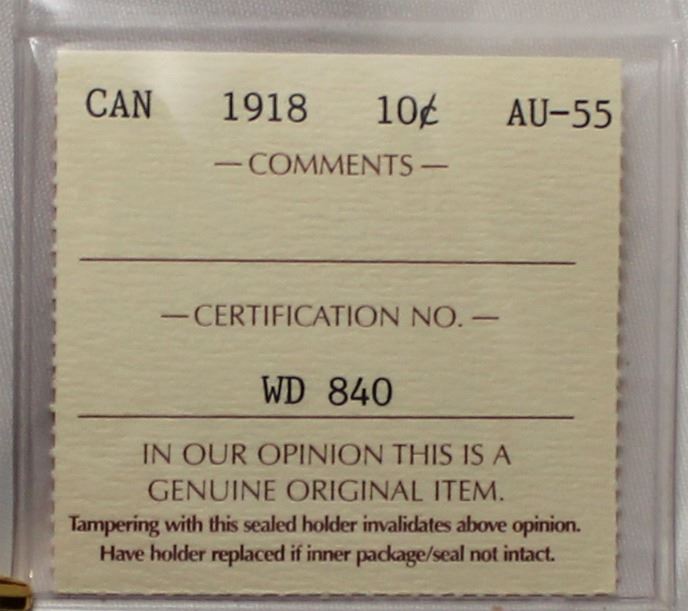 CAN 1918 10¢ AU-55
— COMMENTS —
— CERTIFICATION NO. —
WD 840
IN OUR OPINION THIS IS A
GENUINE ORIGINAL ITEM.
Tampering with this sealed holder invalidates above opinion.
Have holder replaced if inner package/seal not intact.